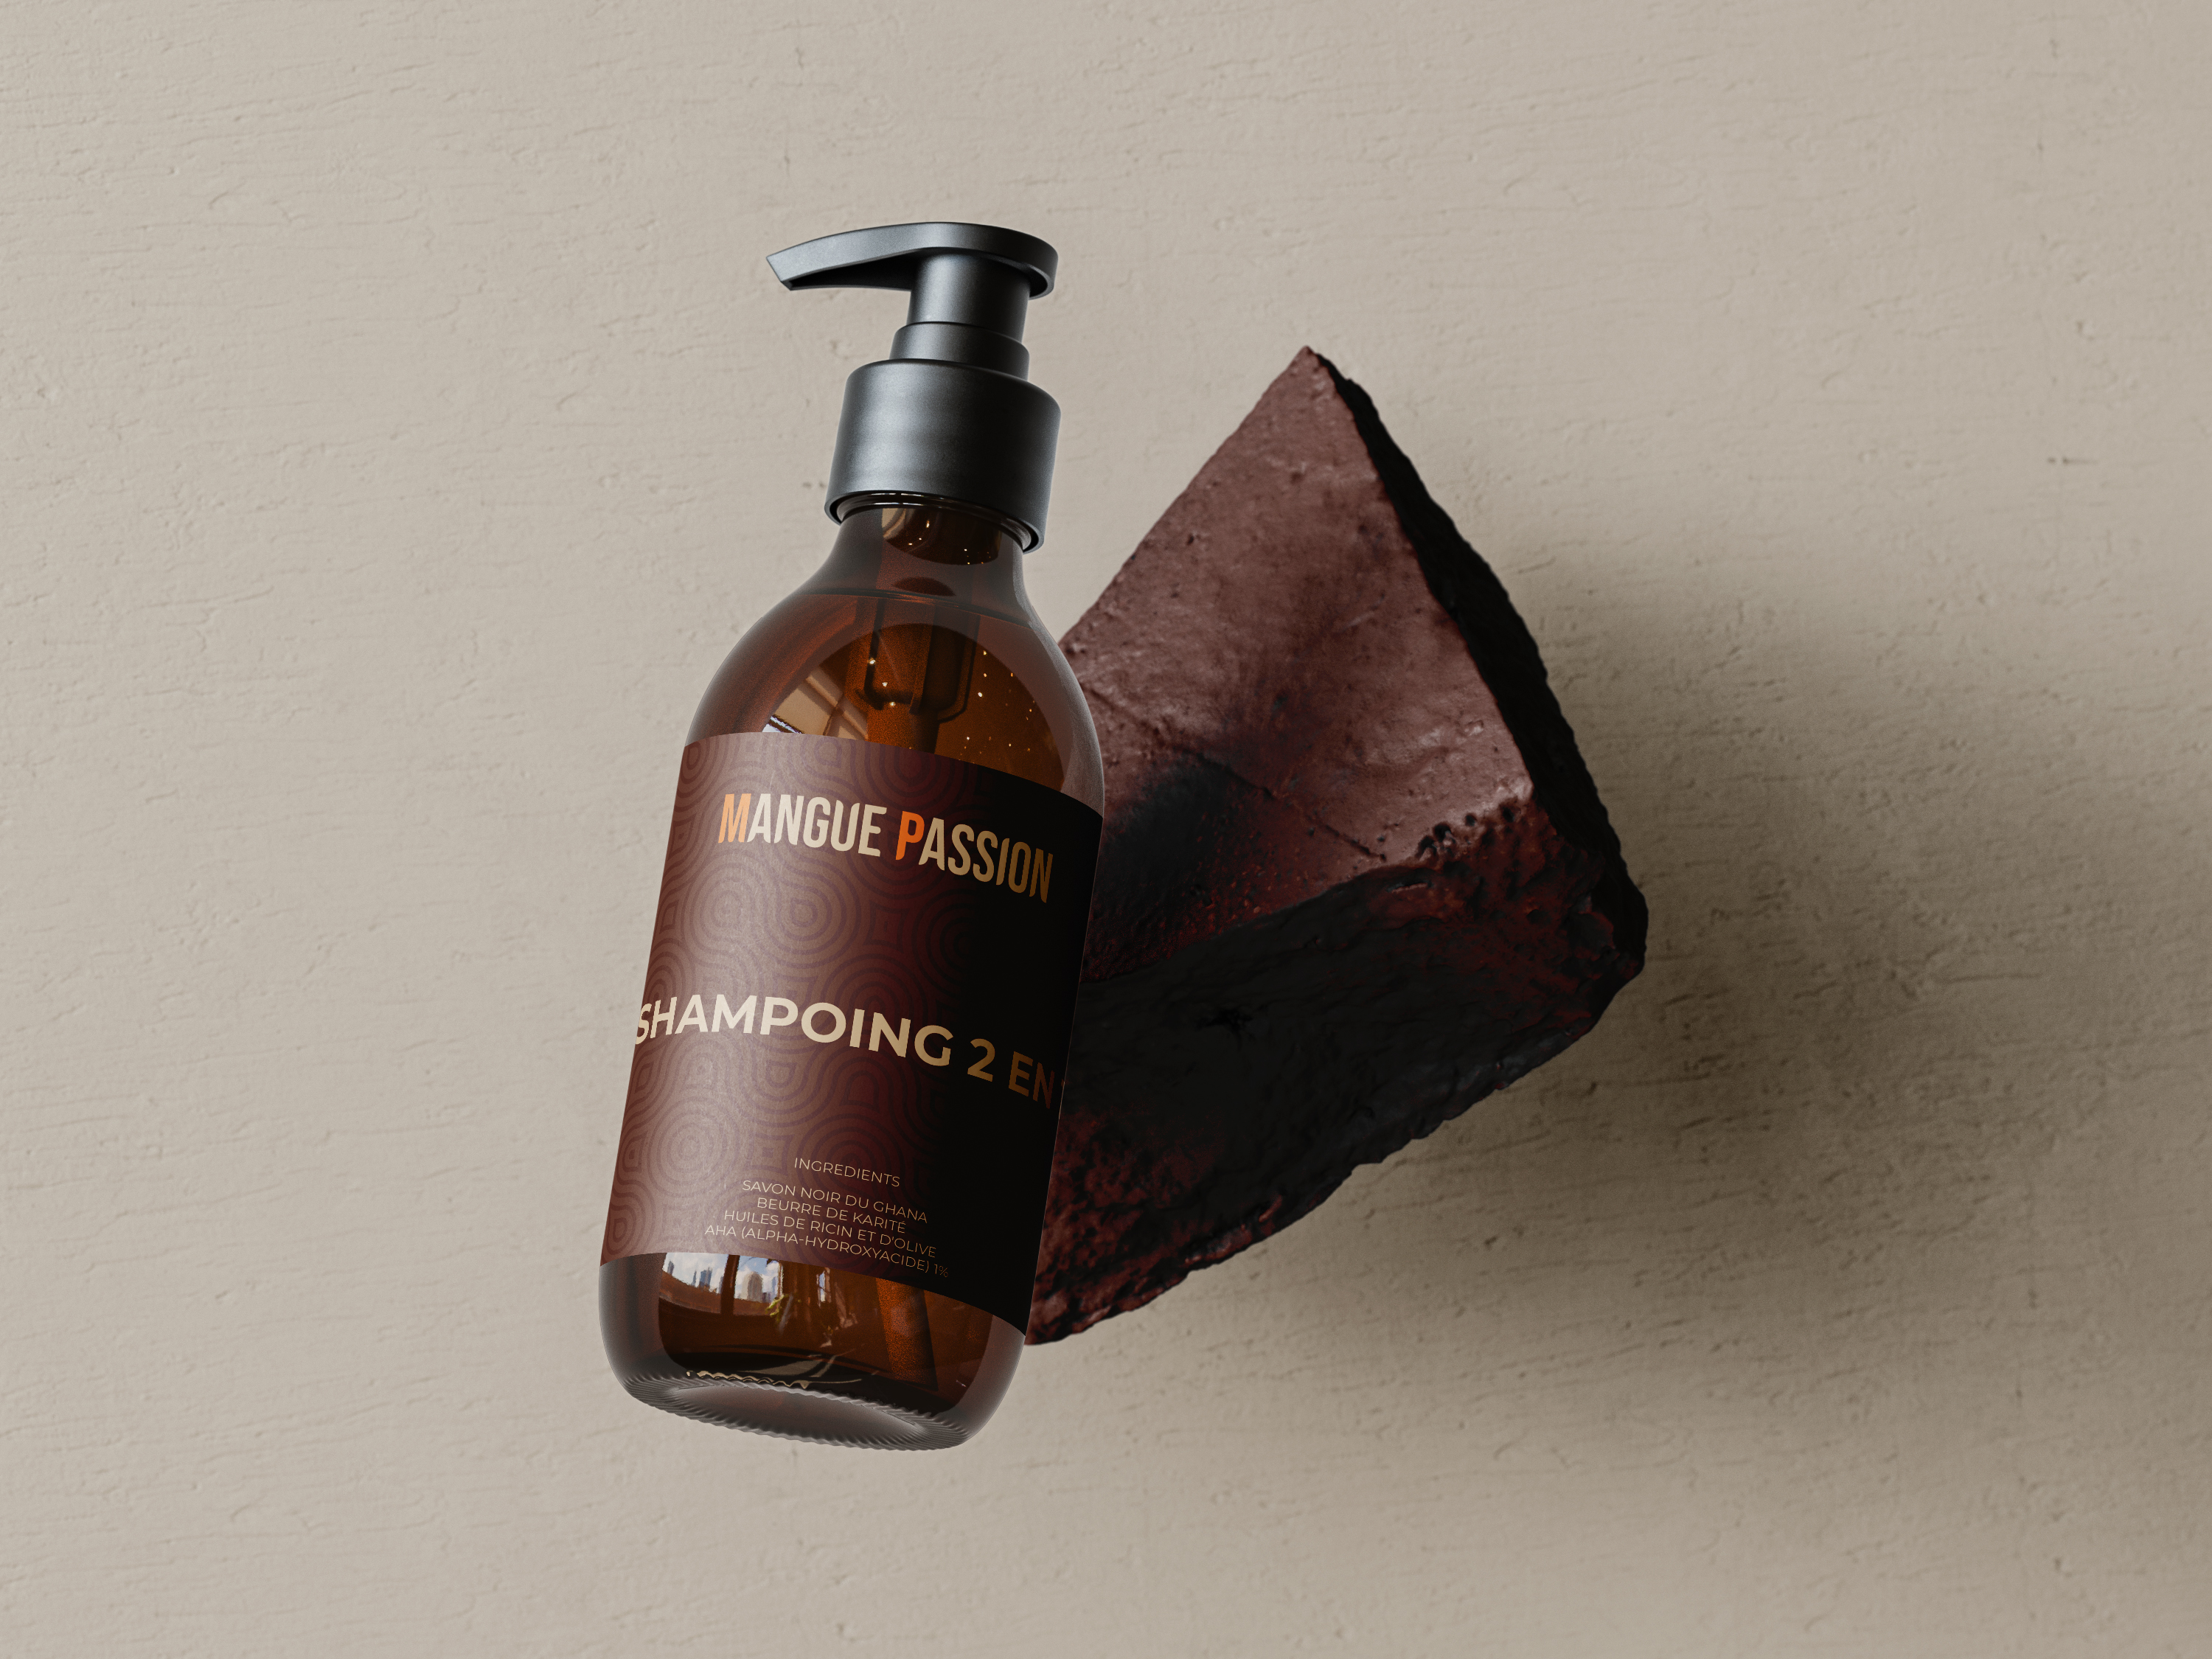 MANGUE PASSION
SHAMPOING 2 EN
INGREDIENTS
SAVON NOIR DU GHANA
BEURRE DE KARITÉ
HUILES DE RICIN ET D'OLIVE
AHA (ALPHA-HYDROXYACIDE) 1%